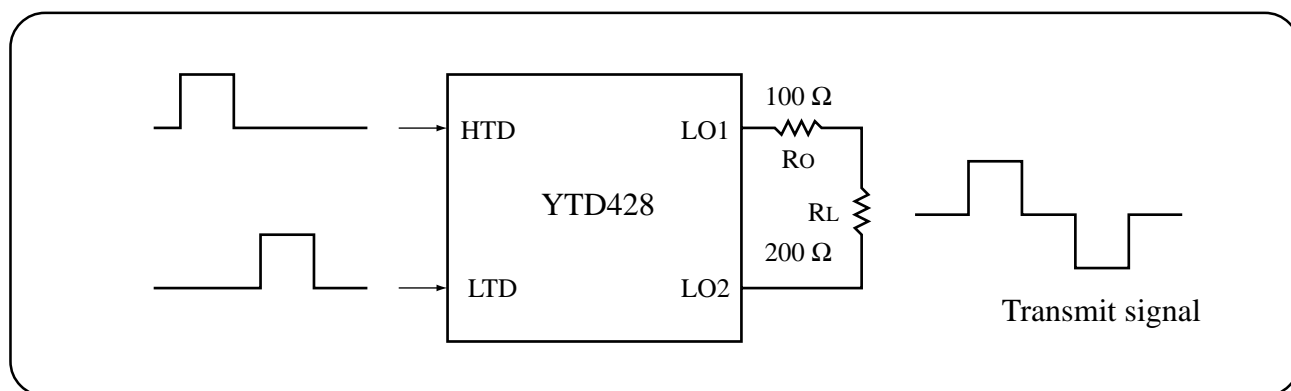 100 Ω
HTD
LO1
RO
YTD428
RL
200 Ω
LTD
LO2
Transmit signal